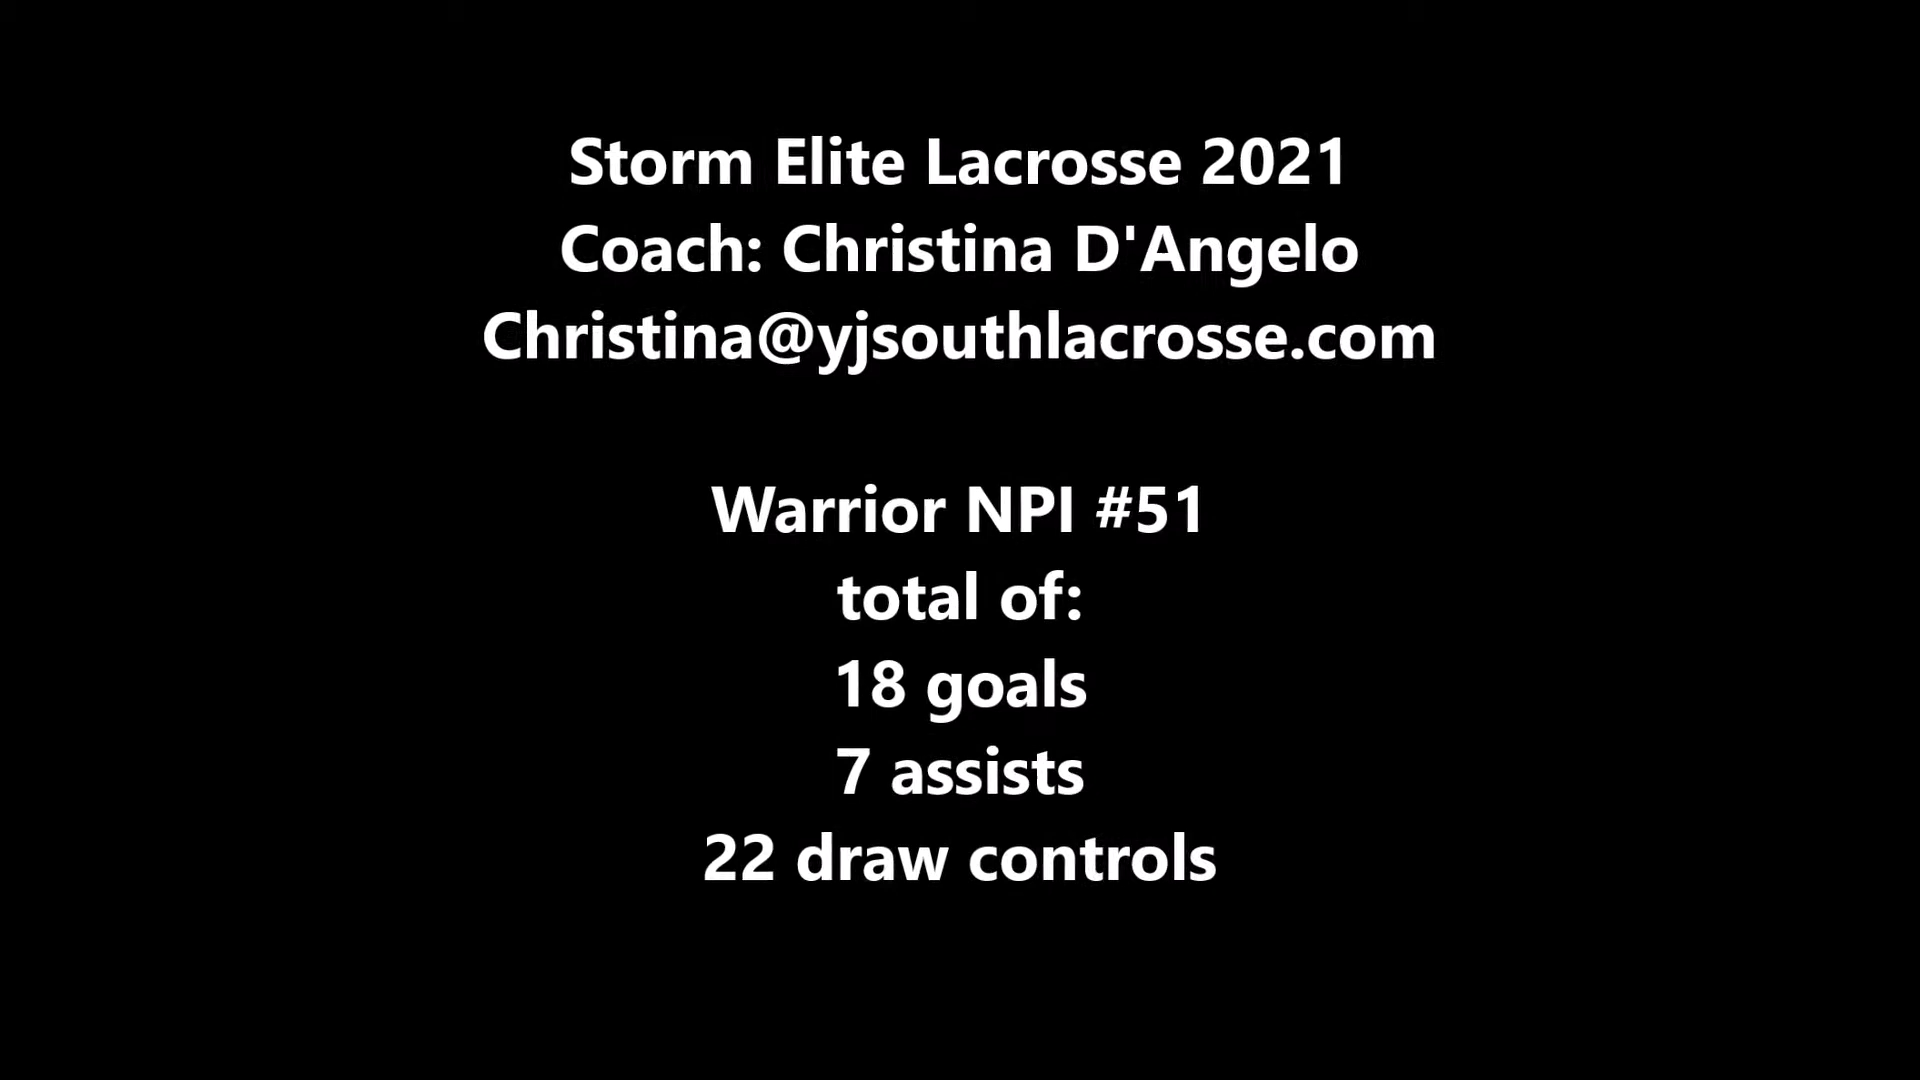 Storm Elite Lacrosse 2021
Coach: Christina D'Angelo
Christina@yjsouthlacrosse.com
Warrior NPI #51
total of:
18 goals
7 assists
22 draw controls